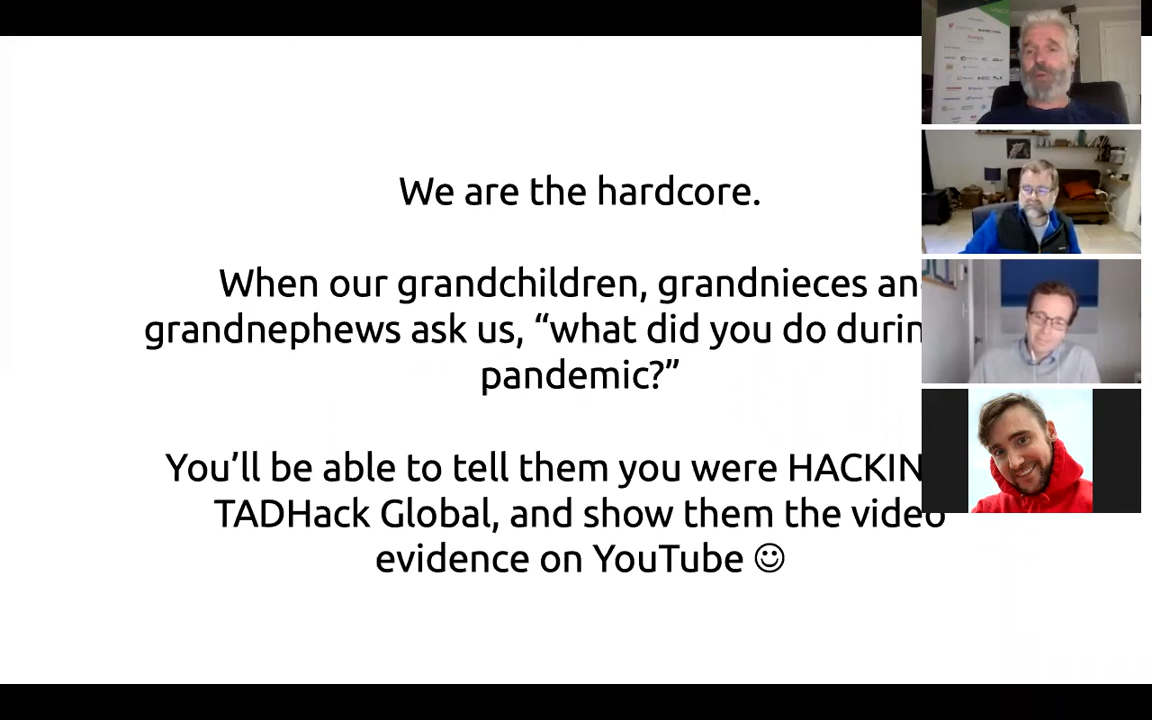 We are the hardcore.
When our grandchildren, grandnieces an
grandnephews ask us, “what did you do durin
pandemic?”
You’ll be able to tell them you were HACKIN
TADHack Global, and show them the video
evidence on YouTube ☺